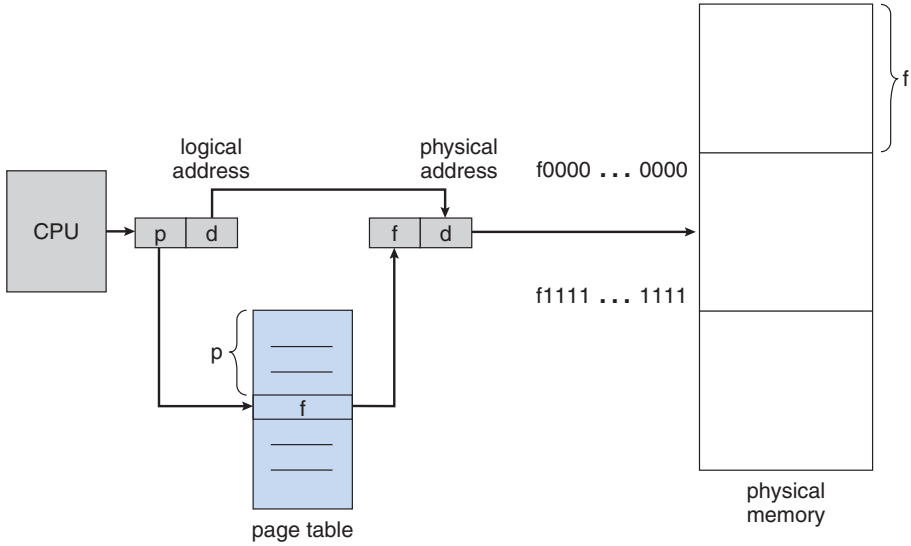 f
logical
address
physical
address
f0000 ... 0000
CPU
p
d
f
d
f1111 ... 1111
p
f
page table
physical
memory